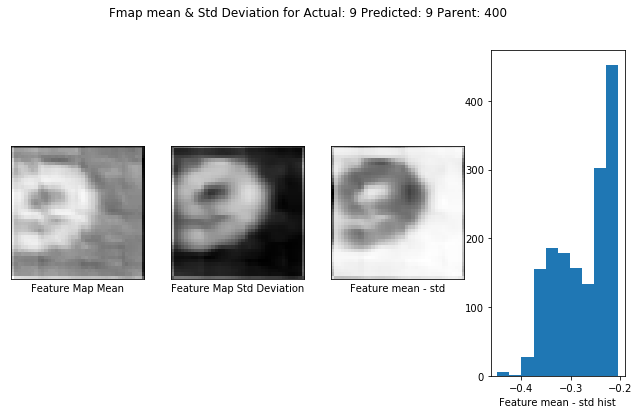 Fmap mean & Std Deviation for Actual: 9 Predicted: 9 Parent: 400
400
300
200
100
0
−0.4 −0.3 −0.2
Feature Map Mean
Feature Map Std Deviation
Feature mean - std
Feature mean - std hist